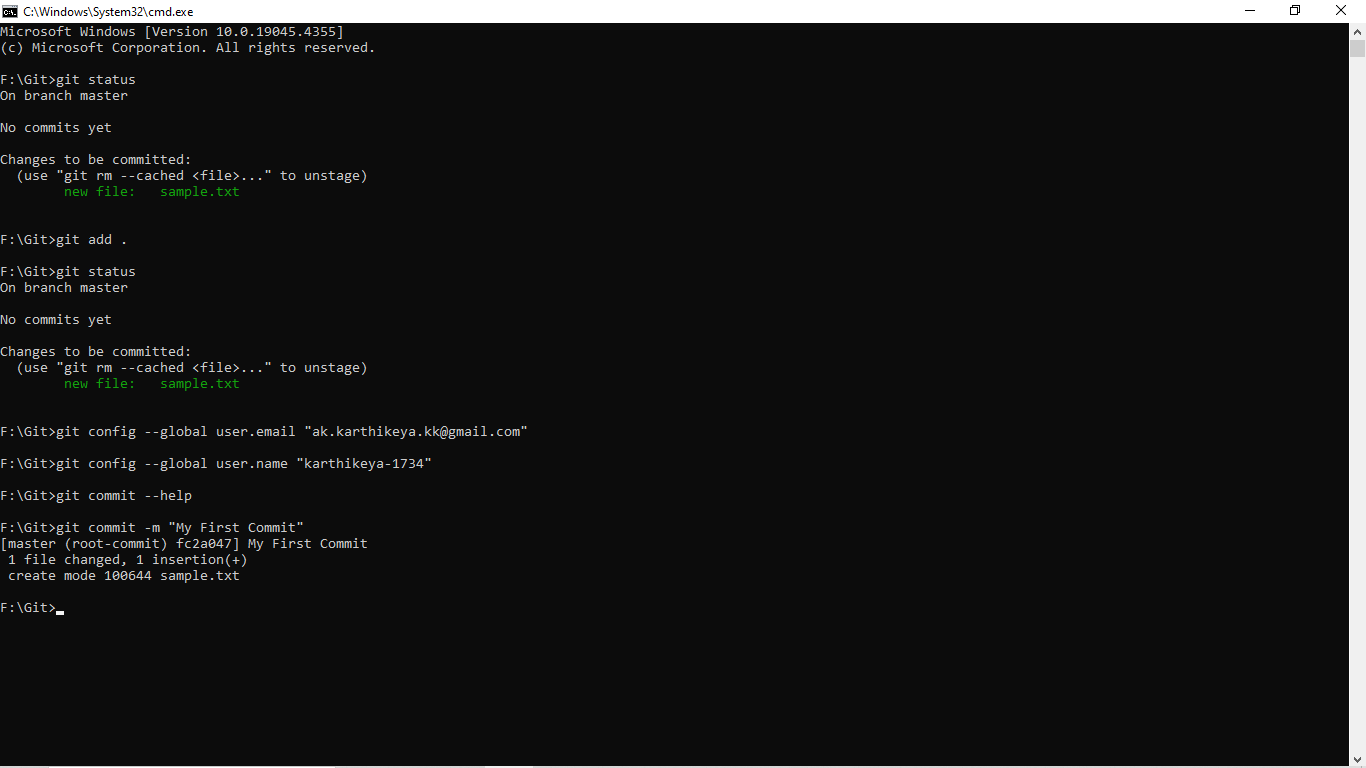 C:\Windows\System32\cmd.exe
Microsoft Windows [Version 10.0.19045.4355]
(c) Microsoft Corporation. All rights reserved.
F:\Git>git status
On branch master
No commits yet
Changes to be committed:
  (use "git rm --cached <file>..." to unstage)
        new file:   sample.txt
F:\Git>git add .
F:\Git>git status
On branch master
No commits yet
Changes to be committed:
  (use "git rm --cached <file>..." to unstage)
        new file:   sample.txt
F:\Git>git config --global user.email "ak.karthikeya.kk@gmail.com"
F:\Git>git config --global user.name "karthikeya-1734"
F:\Git>git commit --help
F:\Git>git commit -m "My First Commit"
[master (root-commit) fc2a047] My First Commit
 1 file changed, 1 insertion(+)
 create mode 100644 sample.txt
F:\Git>